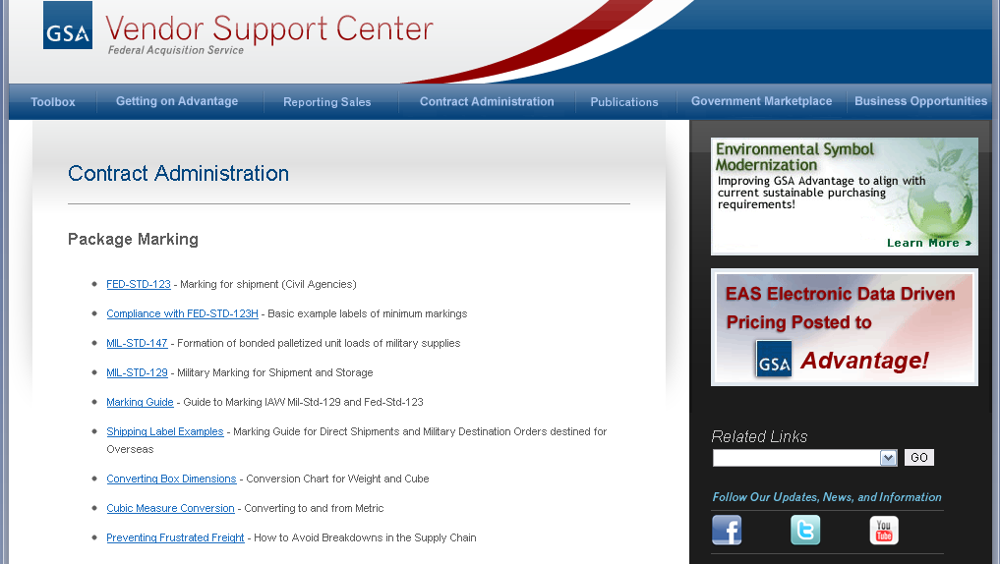 GSA
Vendor Support Center
Federal Acquisition Service
Toolbox
Getting on Advantage
Reporting Sales
Contract Administration
Publications
Government Marketplace
Business Opportunities
Contract Administration
Package Marking
FED-STD-123 - Marking for shipment (Civil Agencies)
Compliance with FED-STD-123H - Basic example labels of minimum markings
MIL-STD-147 - Formation of bonded palletized unit loads of military supplies
MIL-STD-129 - Military Marking for Shipment and Storage
Marking Guide - Guide to Marking IAW Mil-Std-129 and Fed-Std-123
Shipping Label Examples - Marking Guide for Direct Shipments and Military Destination Orders destined for
Overseas
Converting Box Dimensions - Conversion Chart for Weight and Cube
Cubic Measure Conversion - Converting to and from Metric
Preventing Frustrated Freight - How to Avoid Breakdowns in the Supply Chain
Environmental Symbol
Modernization
Improving GSA Advantage to align with
current sustainable purchasing
requirements!
Learn More »
EAS Electronic Data Driven
Pricing Posted to
GSA Advantage!
Related Links
GO
Follow Our Updates, News, and Information
You
Tube